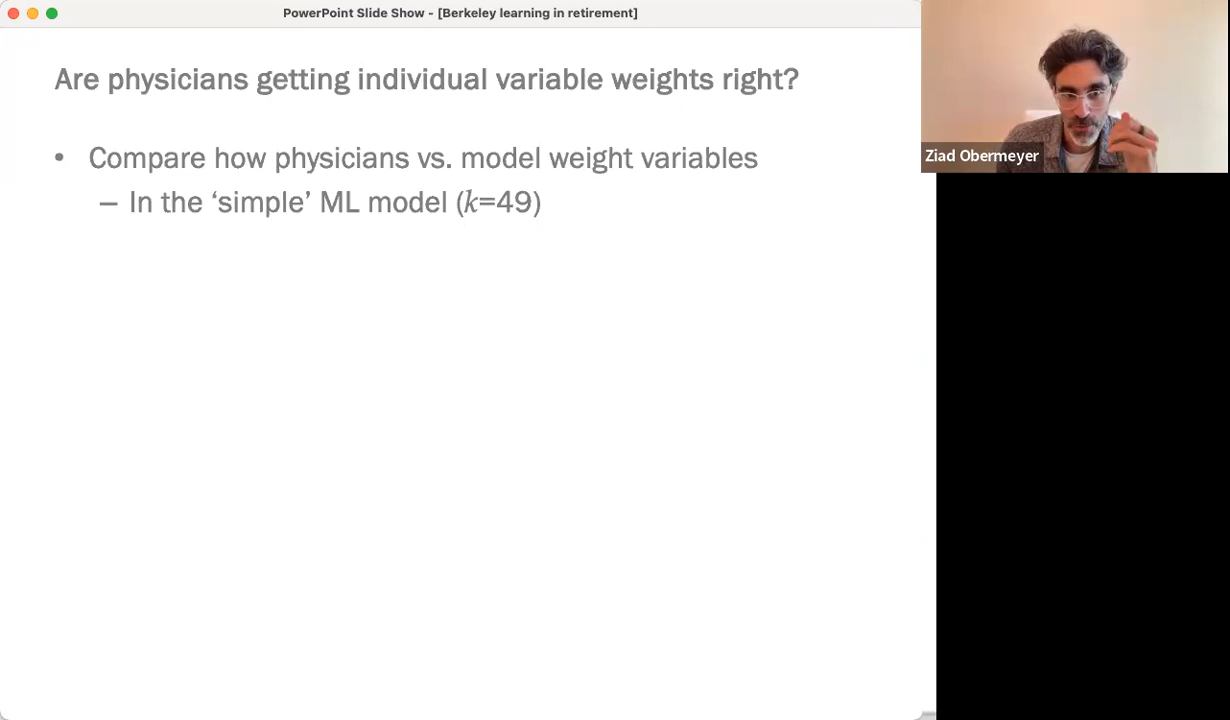 PowerPoint Slide Show - [Berkeley learning in retirement]
Are physicians getting individual variable weights right?
• Compare how physicians vs. model weight variables
– In the ‘simple’ ML model (k=49)
Ziad Obermeyer